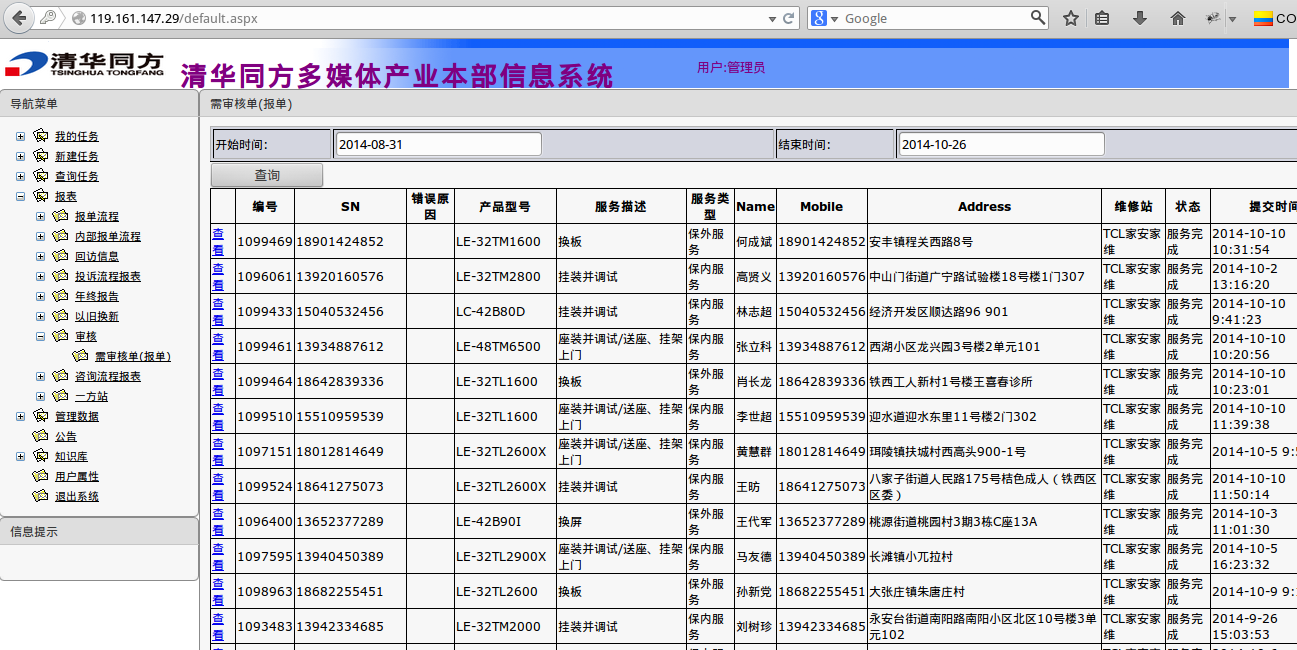 119.161.147.29/default.aspx
Google
CO
清华同方
TSINGHUA TONGFANG
清华同方多媒体产业本部信息系统
用户:管理员
导航菜单
我的任务
新建任务
查询任务
报表
报单流程
内部报单流程
回访信息
投诉流程报表
年终报告
以旧换新
审核
需审核单(报单)
咨询流程报表
一方站
管理数据
公告
知识库
用户属性
退出系统
信息提示
需审核单(报单)
开始时间: 2014-08-31 结束时间: 2014-10-26
查询
编号 SN 错误原因 产品型号 服务描述 服务类型 Name Mobile Address 维修站 状态 提交时间
查看 1099469 18901424852 LE-32TM1600 换板 保外服务 何成斌 18901424852 安丰镇程关西路8号 TCL家安家维 服务完成 2014-10-10 10:31:54
查看 1096061 13920160576 LE-32TM2800 挂装并调试 保内服务 高贤义 13920160576 中山门街道广宁路试验楼18号楼1门307 TCL家安家维 服务完成 2014-10-2 13:16:20
查看 1099433 15040532456 LC-42B80D 挂装并调试 保内服务 林志超 15040532456 经济开发区顺达路96 901 TCL家安家维 服务完成 2014-10-10 9:41:23
查看 1099461 13934887612 LE-48TM6500 座装并调试/送座、挂架上门 保内服务 张立科 13934887612 西湖小区龙兴园3号楼2单元101 TCL家安家维 服务完成 2014-10-10 10:20:56
查看 1099464 18642839336 LE-32TL1600 换板 保外服务 肖长龙 18642839336 铁西工人新村1号楼王喜春诊所 TCL家安家维 服务完成 2014-10-10 10:23:01
查看 1099510 15510959539 LE-32TL1600 座装并调试/送座、挂架上门 保内服务 李世超 15510959539 迎水道迎水东里11号楼2门302 TCL家安家维 服务完成 2014-10-10 11:39:38
查看 1097151 18012814649 LE-32TL2600X 座装并调试/送座、挂架上门 保内服务 黄慧群 18012814649 珥陵镇扶城村西高头900-1号 TCL家安家维 服务完成 2014-10-5 9:5
查看 1099524 18641275073 LE-32TL2600X 挂装并调试 保内服务 王昉 18641275073 八家子街道人民路175号桔色成人（铁西区区委） TCL家安家维 服务完成 2014-10-10 11:50:14
查看 1096400 13652377289 LE-42B90I 换屏 保外服务 王代军 13652377289 桃源街道桃园村3期3栋C座13A TCL家安家维 服务完成 2014-10-3 11:01:30
查看 1097595 13940450389 LE-32TL2900X 座装并调试/送座、挂架上门 保内服务 马友德 13940450389 长滩镇小兀拉村 TCL家安家维 服务完成 2014-10-5 16:23:32
查看 1098963 18682255451 LE-32TL2600 换板 保外服务 孙新党 18682255451 大张庄镇朱唐庄村 TCL家安家维 服务完成 2014-10-9 9:
查看 1093483 13942334685 LE-32TM2000 挂装并调试 保内服务 刘树珍 13942334685 永安台街道南阳路南阳小区北区10号楼3单元102 TCL家安家维 服务完成 2014-9-26 15:03:53